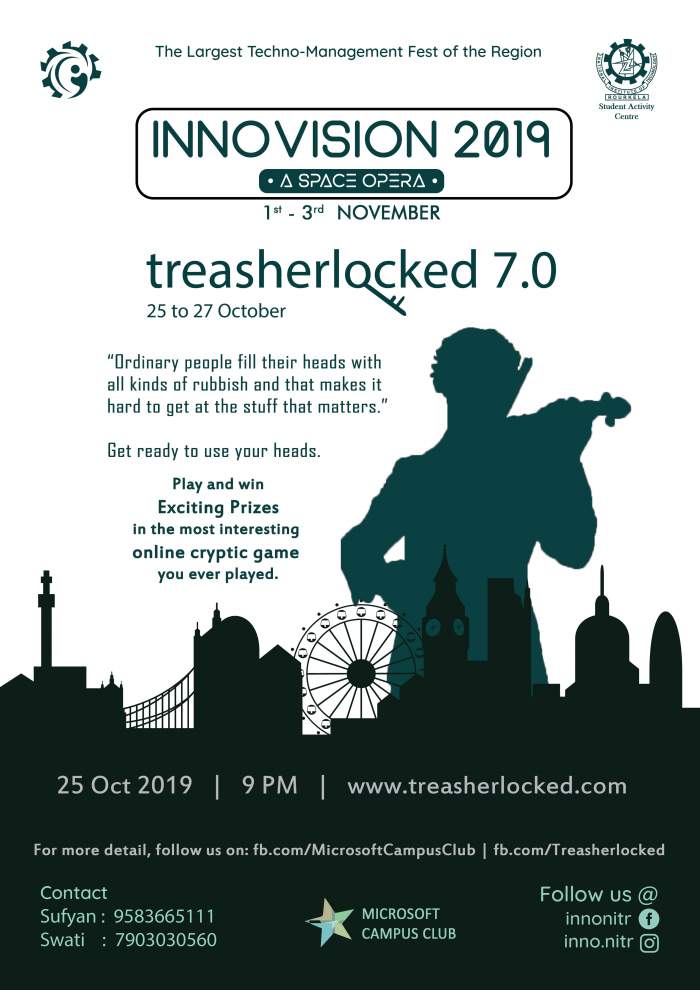 The Largest Techno-Management Fest of the Region
NATIONAL INSTITUTE OF TECHNOLOGY
ROURKELA
Student Activity
Centre
INNOVISION 2019
• A SPACE OPERA •
1st - 3rd NOVEMBER
treasherlocked 7.0
25 to 27 October
“Ordinary people fill their heads with
all kinds of rubbish and that makes it
hard to get at the stuff that matters.”
Get ready to use your heads.
Play and win
Exciting Prizes
in the most interesting
online cryptic game
you ever played.
25 Oct 2019 | 9 PM | www.treasherlocked.com
For more detail, follow us on: fb.com/MicrosoftCampusClub | fb.com/Treasherlocked
Contact
Sufyan : 9583665111
Swati : 7903030560
MICROSOFT
CAMPUS CLUB
Follow us @
innonitr
inno.nitr